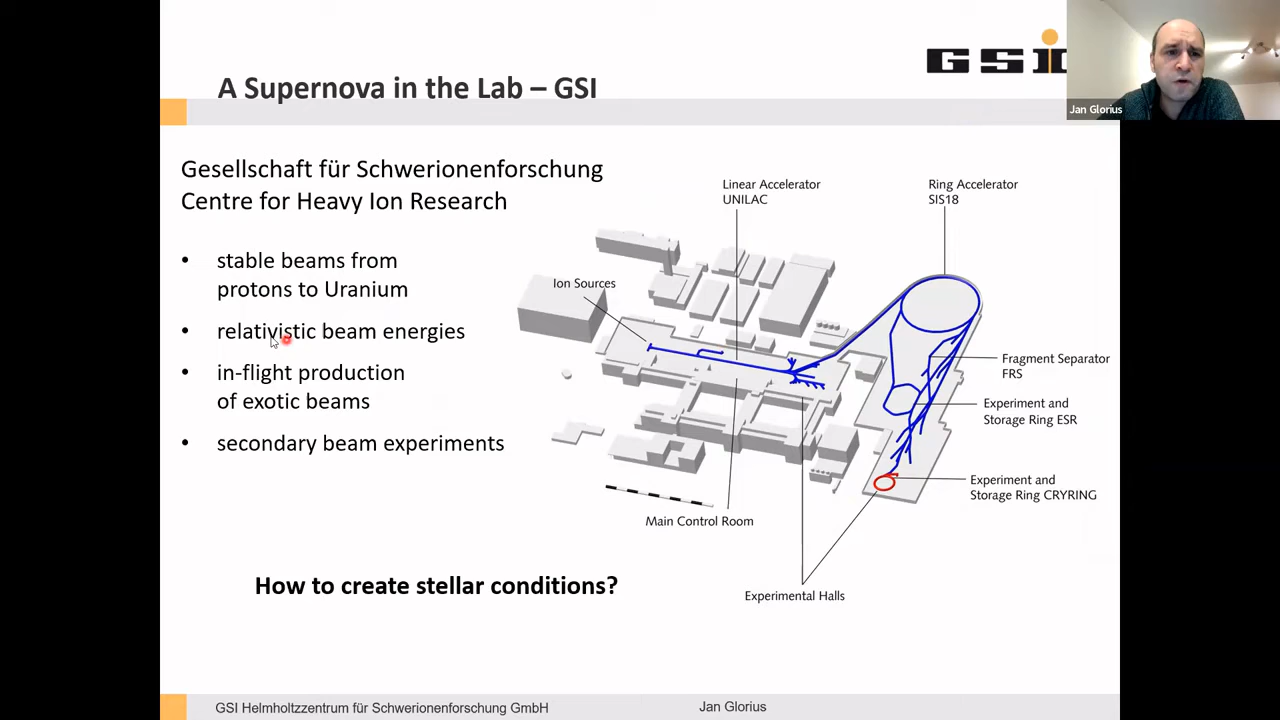 A Supernova in the Lab – GSI
GSI
Jan Glorius
Gesellschaft für Schwerionenforschung
Centre for Heavy Ion Research
• stable beams from
protons to Uranium
• relativistic beam energies
• in-flight production
of exotic beams
• secondary beam experiments
How to create stellar conditions?
Linear Accelerator
UNILAC
Ring Accelerator
SIS18
Ion Sources
Fragment Separator
FRS
Experiment and
Storage Ring ESR
Experiment and
Storage Ring CRYRING
Main Control Room
Experimental Halls
GSI Helmholtzzentrum für Schwerionenforschung GmbH
Jan Glorius